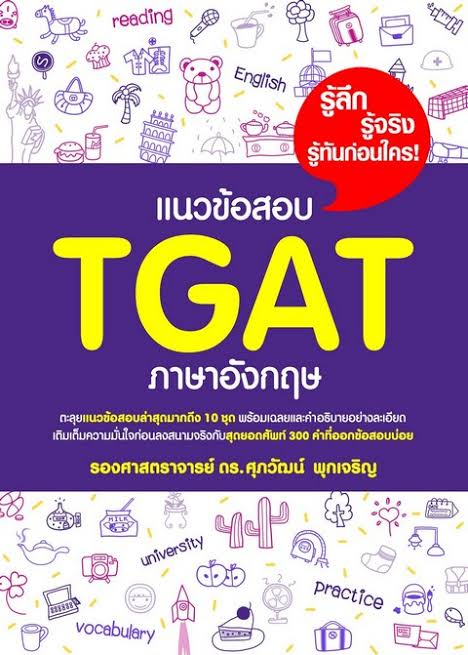 reading
English
รู้ลึก
รู้จริง
รู้ทันก่อนใคร!
แนวข้อสอบ
TGAT
ภาษาอังกฤษ
ตะลุยแนวข้อสอบล่าสุดมากถึง 10 ชุด พร้อมเฉลยและคำอธิบายอย่างละเอียด
เติมเต็มความมั่นใจก่อนลงสนามจริงกับสุดยอดศัพท์ 300 คำที่ออกข้อสอบบ่อย
รองศาสตราจารย์ ดร.ศุภวัฒน์ พุกเจริญ
MILK
university
practice
vocabulary